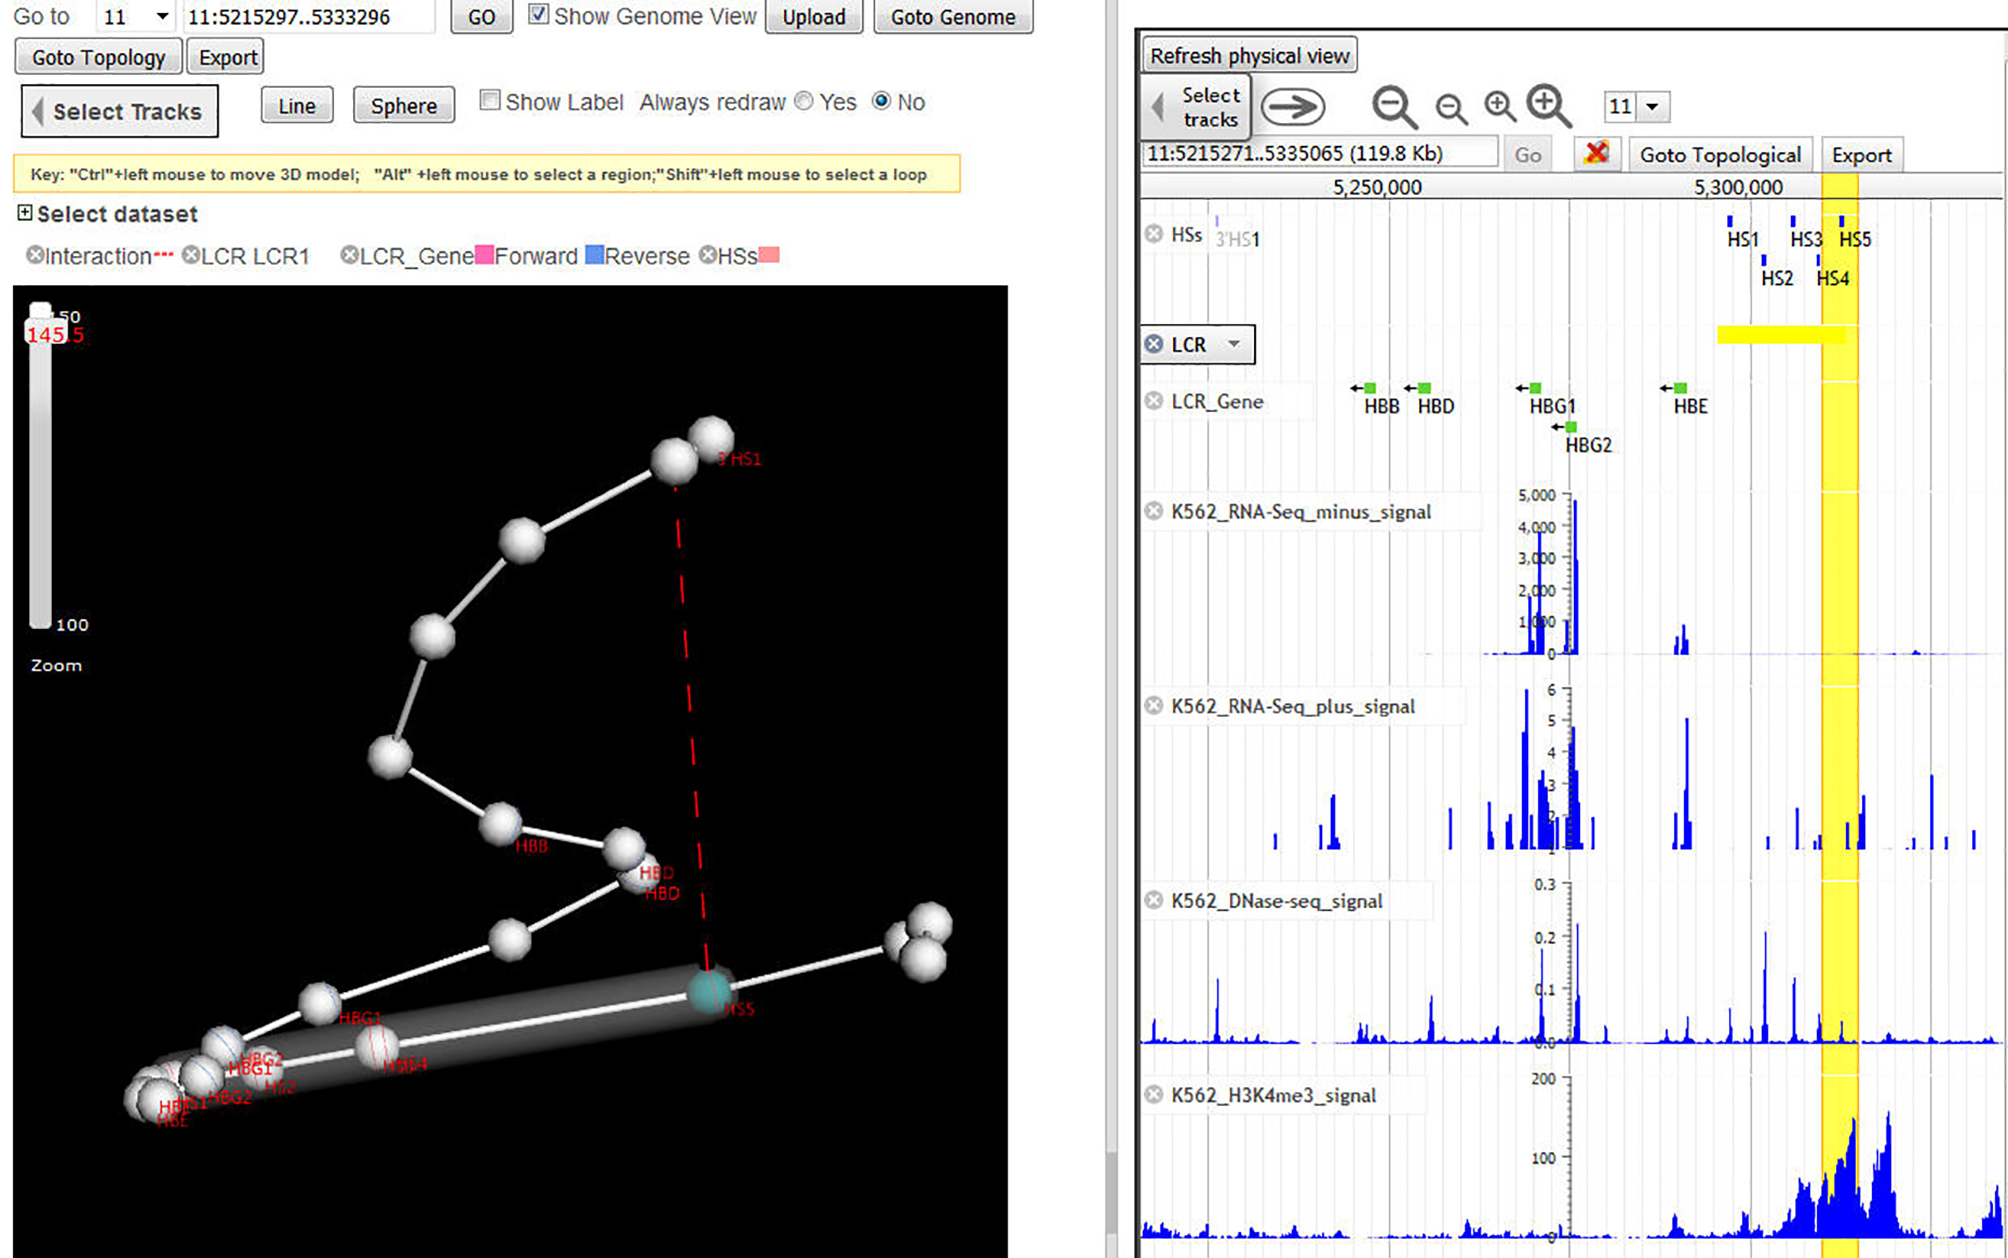 Go to 11 11:5215297..5333296 GO Show Genome View Upload Goto Genome
Goto Topology Export
Select Tracks Line Sphere Show Label Always redraw Yes No
Key: "Ctrl"+left mouse to move 3D model; "Alt" +left mouse to select a region;"Shift"+left mouse to select a loop
Select dataset
Interaction LCR LCR1 LCR_Gene Forward Reverse HSs
145.5
100
Zoom
3'HS1
HBB
HBD
HBD
HS5
HBG1
HBG2
HBG1
HS2
HBG2
HBE
Refresh physical view
Select tracks 11
11:5215271..5335065 (119.8 Kb) Go Goto Topological Export
5,250,000 5,300,000
HSs 3'HS1 HS1 HS3 HS5
HS2 HS4
LCR
LCR_Gene HBB HBD HBG1 HBE
HBG2
K562_RNA-Seq_minus_signal
5,000
4,000
3,000
2,000
1,000
0
K562_RNA-Seq_plus_signal
6
5
4
3
2
1
K562_DNase-seq_signal
0.3
0.2
0.1
0.0
K562_H3K4me3_signal
200
100
0